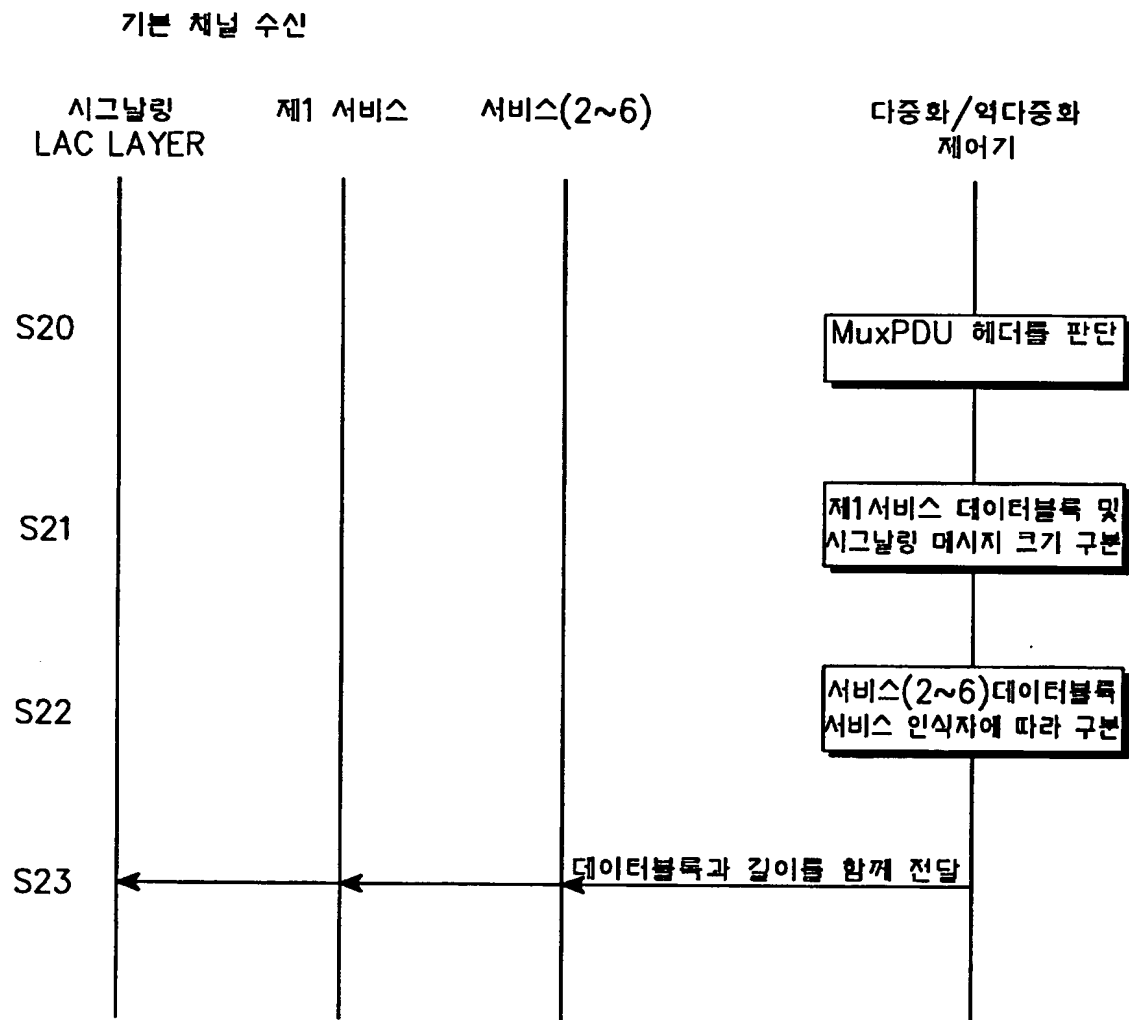 기본 채널 수신
시그날링
LAC LAYER
제1 서비스
서비스(2~6)
다중화/역다중화
제어기
S20
MuxPDU 헤더를 판단
S21
제1서비스 데이터블록 및
시그날링 메시지 크기 구분
S22
서비스(2~6)데이터블록
서비스 인식자에 따라 구분
S23
데이터블록과 길이를 함께 전달